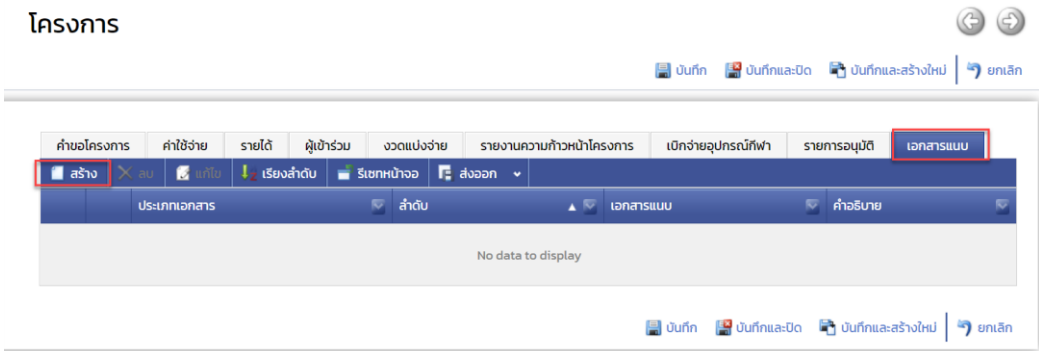 โครงการ
บันทึก บันทึกและปิด บันทึกและสร้างใหม่ ยกเลิก
คำขอโครงการ ค่าใช้จ่าย รายได้ ผู้เข้าร่วม งวดแบ่งจ่าย รายงานความก้าวหน้าโครงการ เบิกจ่ายอุปกรณ์กีฬา รายการอนุมัติ เอกสารแนบ
สร้าง ลบ แก้ไข เรียงลำดับ รีเซทหน้าจอ ส่งออก
ประเภทเอกสาร ลำดับ เอกสารแนบ คำอธิบาย
No data to display
บันทึก บันทึกและปิด บันทึกและสร้างใหม่ ยกเลิก